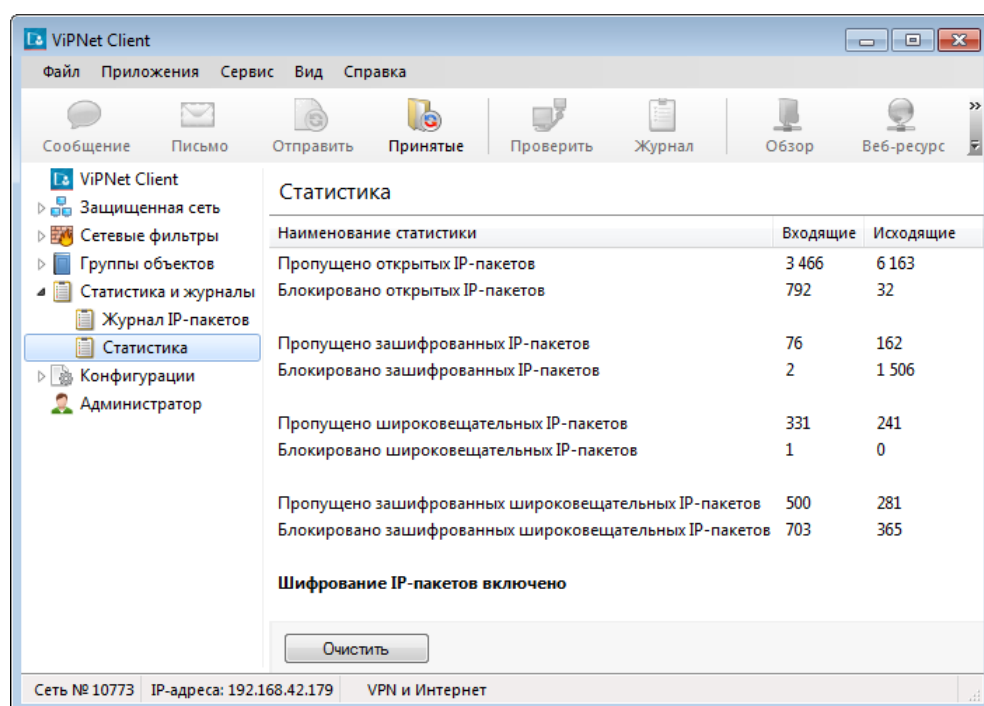 ViPNet Client
Файл Приложения Сервис Вид Справка
Сообщение Письмо Отправить Принятые Проверить Журнал Обзор Веб-ресурс »
ViPNet Client
Защищенная сеть
Сетевые фильтры
Группы объектов
Статистика и журналы
Журнал IP-пакетов
Статистика
Конфигурации
Администратор
Статистика
Наименование статистики Входящие Исходящие
Пропущено открытых IP-пакетов 3 466 6 163
Блокировано открытых IP-пакетов 792 32
Пропущено зашифрованных IP-пакетов 76 162
Блокировано зашифрованных IP-пакетов 2 1 506
Пропущено широковещательных IP-пакетов 331 241
Блокировано широковещательных IP-пакетов 1 0
Пропущено зашифрованных широковещательных IP-пакетов 500 281
Блокировано зашифрованных широковещательных IP-пакетов 703 365
Шифрование IP-пакетов включено
Очистить
Сеть № 10773 IP-адреса: 192.168.42.179 VPN и Интернет